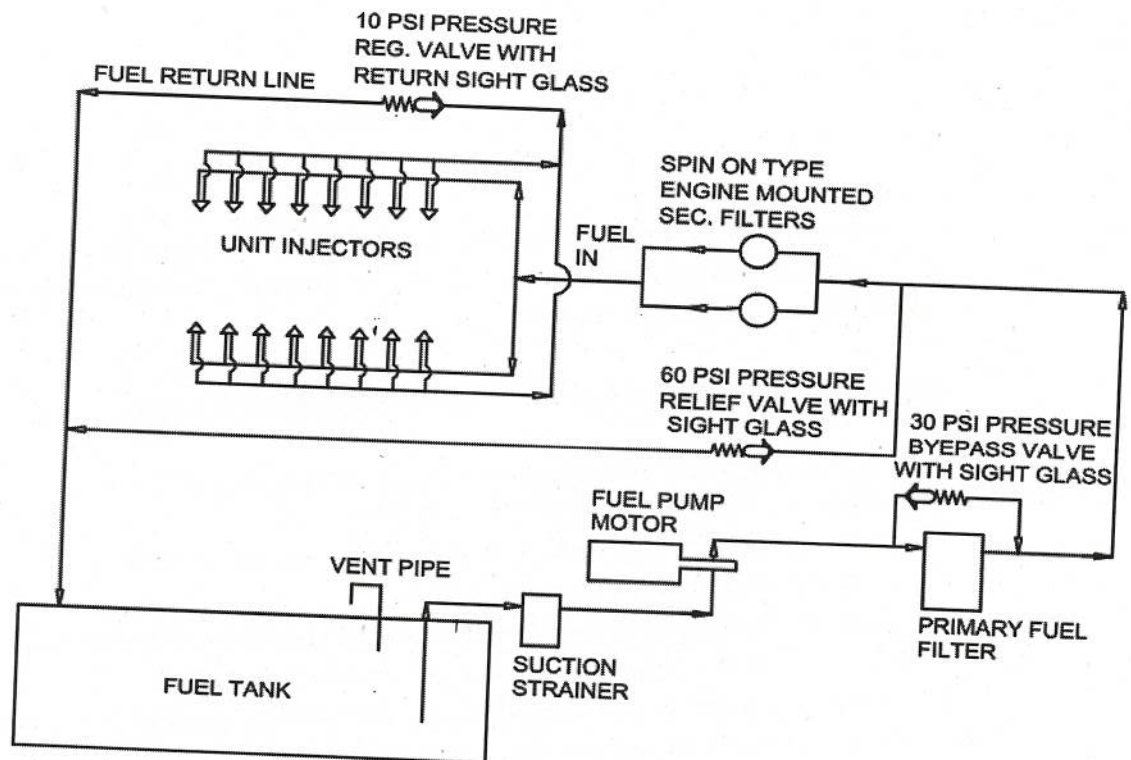 10 PSI PRESSURE
REG. VALVE WITH
RETURN SIGHT GLASS
FUEL RETURN LINE
SPIN ON TYPE
ENGINE MOUNTED
SEC. FILTERS
FUEL
IN
UNIT INJECTORS
60 PSI PRESSURE
RELIEF VALVE WITH
SIGHT GLASS
30 PSI PRESSURE
BYEPASS VALVE
WITH SIGHT GLASS
FUEL PUMP
MOTOR
VENT PIPE
PRIMARY FUEL
FILTER
SUCTION
STRAINER
FUEL TANK